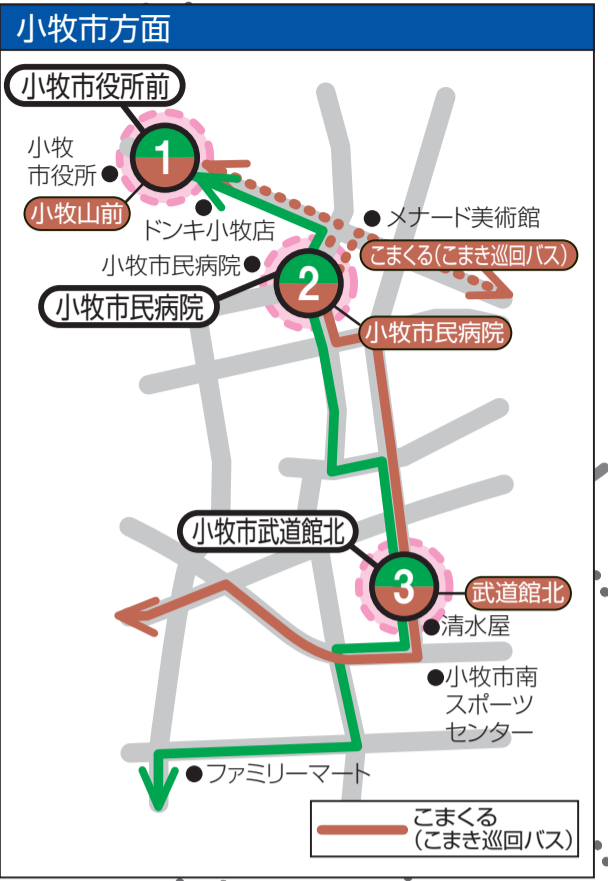 小牧市方面
小牧市役所前
小牧
市役所
1
小牧山前
ドンキ小牧店
メナード美術館
こまくる(こまき巡回バス)
小牧市民病院
2
小牧市民病院
小牧市民病院
小牧市武道館北
3
武道館北
清水屋
小牧市南
スポーツ
センター
ファミリーマート
こまくる
(こまき巡回バス)